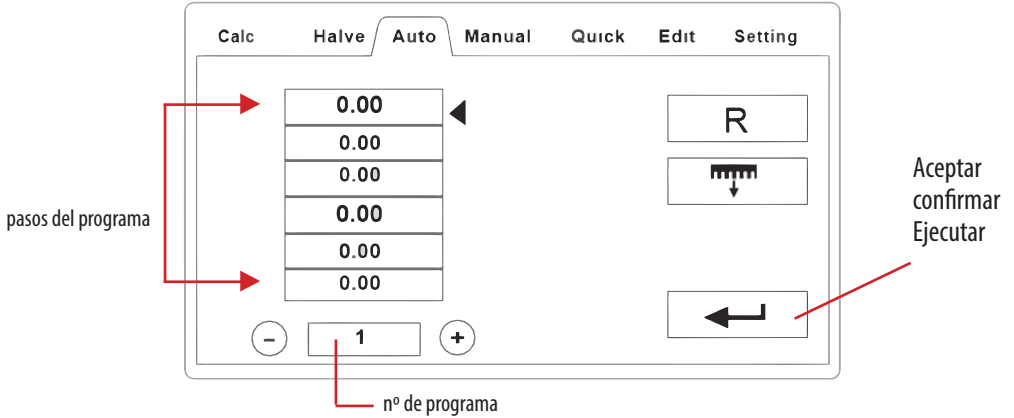 Calc Halve Auto Manual Quick Edit Setting
0.00
0.00
0.00
0.00
0.00
0.00
R
pasos del programa
Aceptar
confirmar
Ejecutar
- 1 +
nº de programa